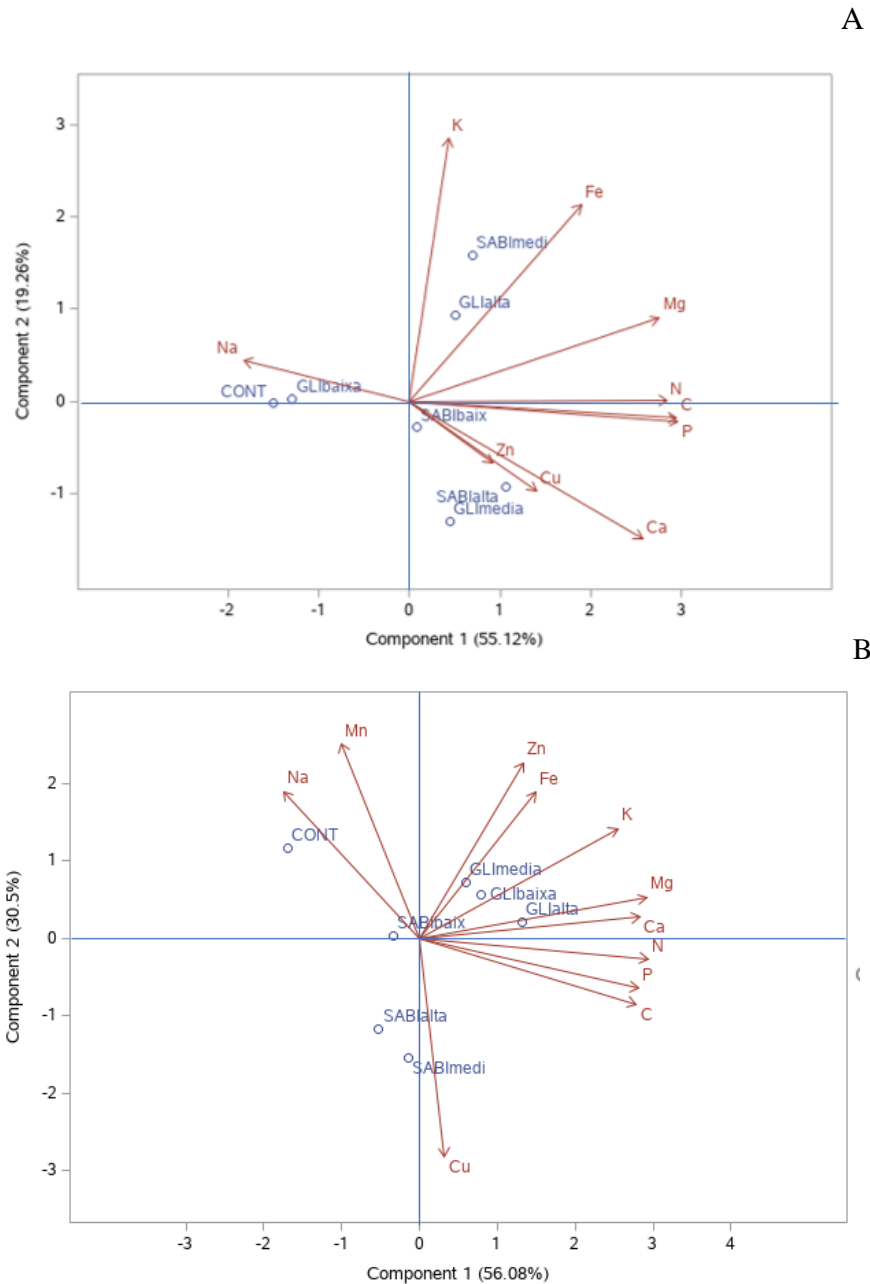 A
3
K
Fe
2
SABImedi
Component 2 (19.26%)
1
GLIalta
Mg
Na
CONT
GLIbaixa
N
0
C
SABIbaix
P
Zn
Cu
-1
SABIalta
GLImedia
Ca
-2 -1 0 1 2 3
Component 1 (55.12%)
B
Mn
Zn
Na
Fe
2
K
CONT
1
GLImedia
Mg
GLIbaixa
GLIalta
SABIbaix
Ca
0
N
Component 2 (30.5%)
P
-1
SABIalta
C
SABImedi
-2
-3
Cu
-3 -2 -1 0 1 2 3 4
Component 1 (56.08%)